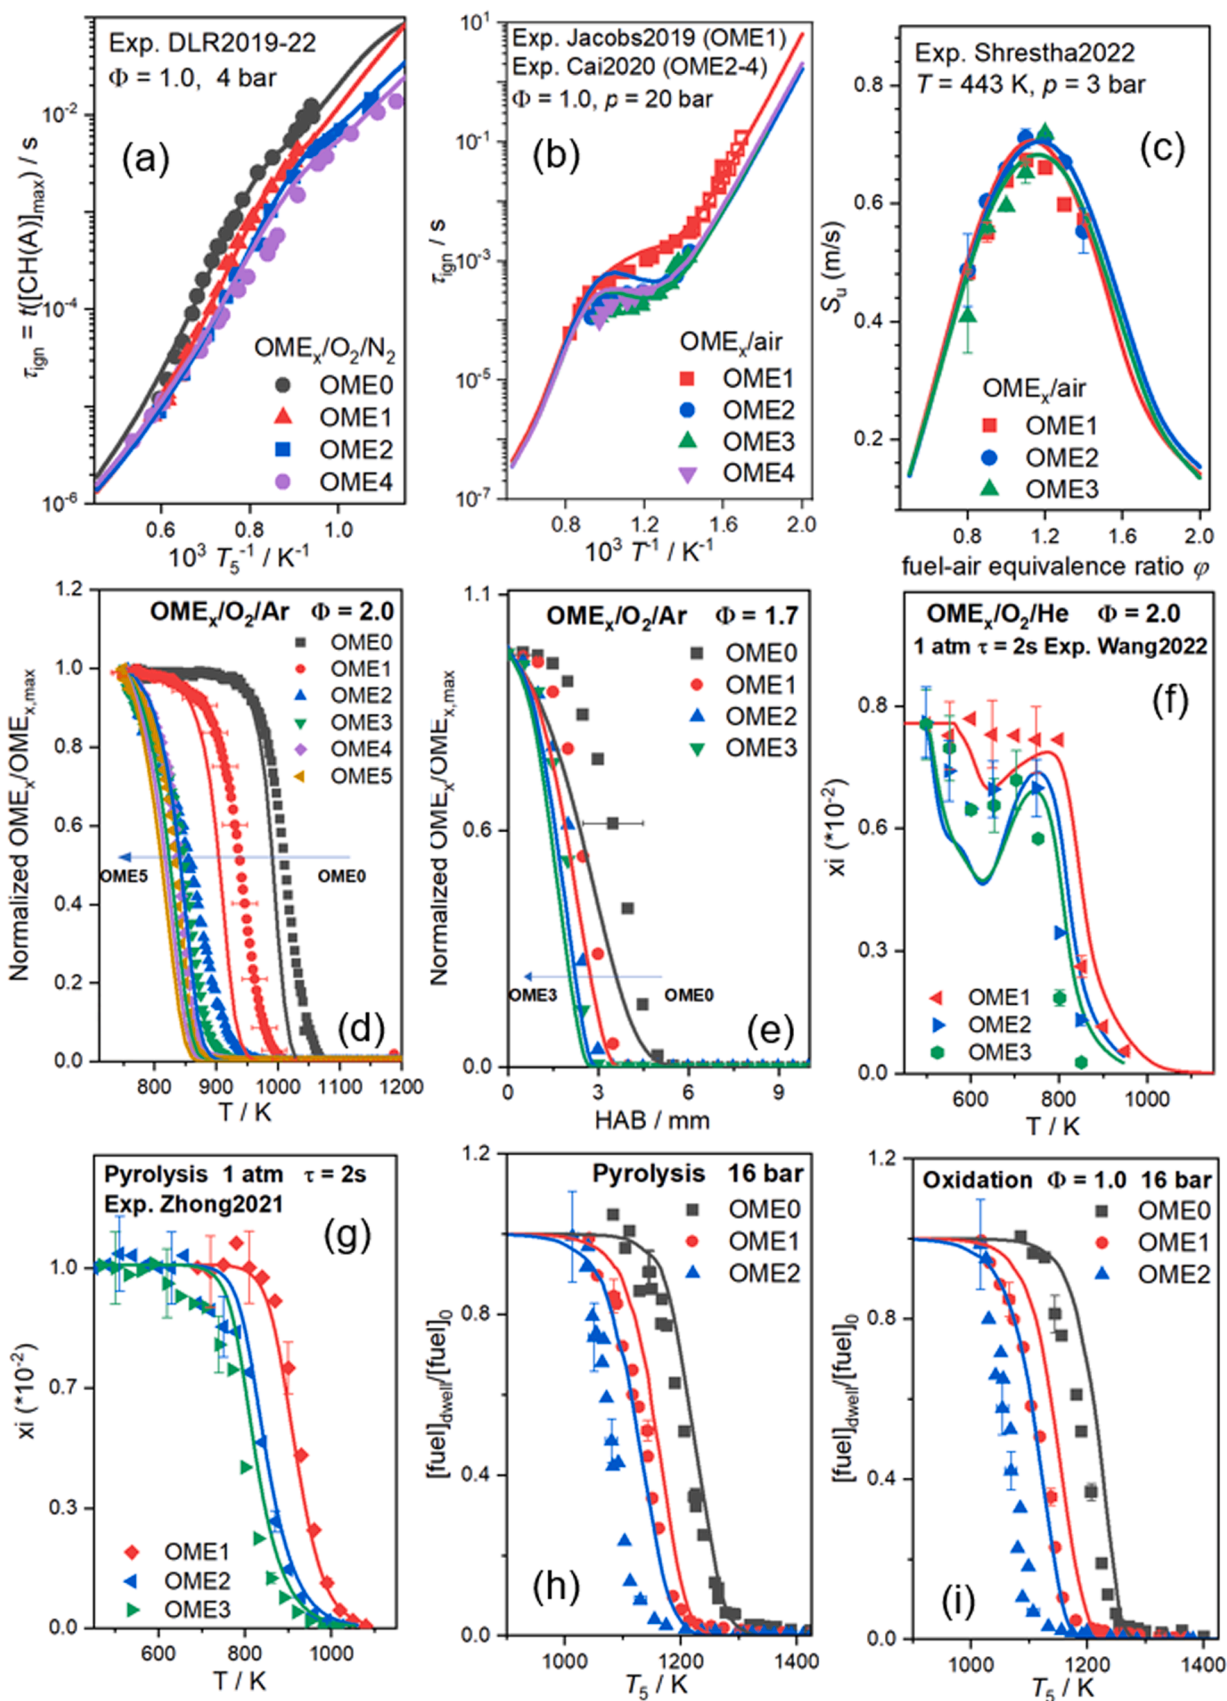 Exp. DLR2019-22
Φ = 1.0, 4 bar
(a)
OMEₓ/O₂/N₂
OME0
OME1
OME2
OME4
10⁻²
10⁻⁴
10⁻⁶
0.6 0.8 1.0
τign = t([CH(A)]max) / s
10³ T₅⁻¹ / K⁻¹
Exp. Jacobs2019 (OME1)
Exp. Cai2020 (OME2-4)
Φ = 1.0, p = 20 bar
(b)
OMEₓ/air
OME1
OME2
OME3
OME4
10¹
10⁻¹
10⁻³
10⁻⁵
10⁻⁷
0.8 1.2 1.6 2.0
τign / s
10³ T⁻¹ / K⁻¹
Exp. Shrestha2022
T = 443 K, p = 3 bar
(c)
OMEₓ/air
OME1
OME2
OME3
0.8
0.6
0.4
0.2
0.8 1.2 1.6 2.0
Sᵤ (m/s)
fuel-air equivalence ratio φ
OMEₓ/O₂/Ar Φ = 2.0
OME0
OME1
OME2
OME3
OME4
OME5
OME5 OME0
(d)
1.2
1.0
0.8
0.6
0.4
0.2
0.0
800 900 1000 1100 1200
Normalized OMEₓ/OMEx,max
T / K
OMEₓ/O₂/Ar Φ = 1.7
OME0
OME1
OME2
OME3
OME3 OME0
(e)
1.1
0.6
0.0
0 3 6 9
Normalized OMEₓ/OMEx,max
HAB / mm
OMEₓ/O₂/He Φ = 2.0
1 atm τ = 2s Exp. Wang2022
(f)
OME1
OME2
OME3
0.8
0.6
0.3
0.0
600 800 1000
xi (*10⁻²)
T / K
Pyrolysis 1 atm τ = 2s
Exp. Zhong2021
(g)
OME1
OME2
OME3
1.0
0.7
0.3
0.0
600 800 1000
xi (*10⁻²)
T / K
Pyrolysis 16 bar
OME0
OME1
OME2
(h)
1.2
0.8
0.4
0.0
1000 1200 1400
[fuel]dwell/[fuel]₀
T₅ / K
Oxidation Φ = 1.0 16 bar
OME0
OME1
OME2
(i)
1.2
0.8
0.4
0.0
1000 1200 1400
[fuel]dwell/[fuel]₀
T₅ / K